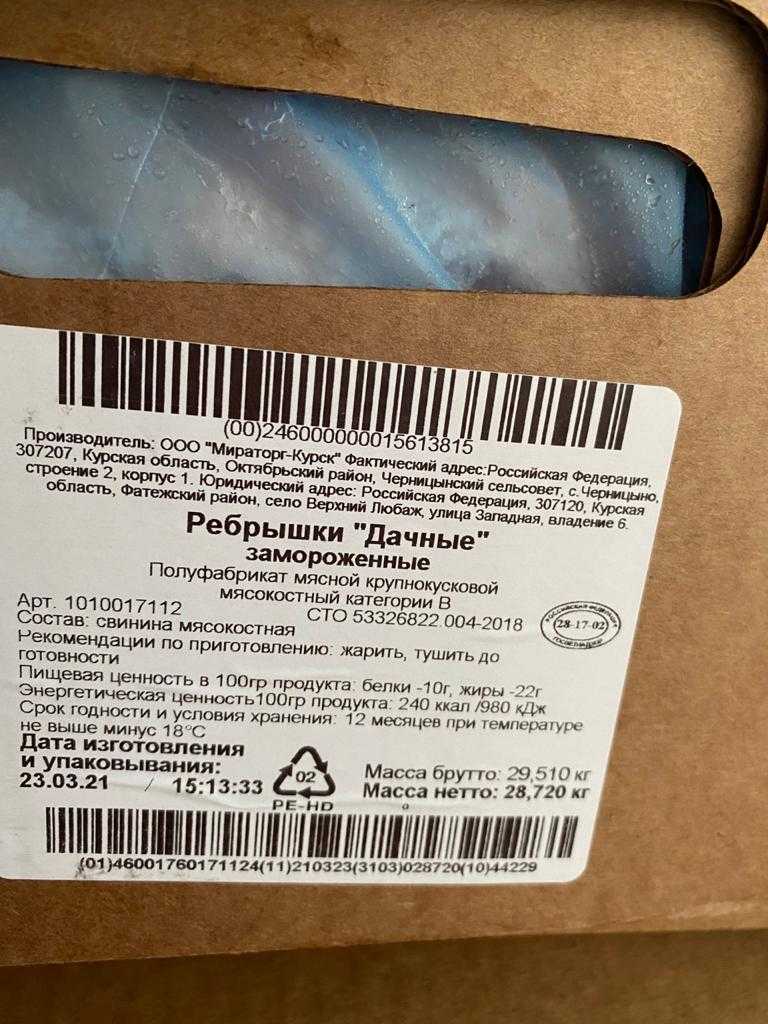 (00)246000000015613815
Производитель: ООО "Мираторг-Курск" Фактический адрес:Российская Федерация,
307207, Курская область, Октябрьский район, Черницынский сельсовет, с.Черницыно,
строение 2, корпус 1. Юридический адрес: Российская Федерация, 307120, Курская
область, Фатежский район, село Верхний Любаж, улица Западная, владение 6.
Ребрышки "Дачные"
замороженные
Полуфабрикат мясной крупнокусковой
мясокостный категории В
Арт. 1010017112 СТО 53326822.004-2018
РОССИЙСКАЯ ФЕДЕРАЦИЯ
28-17-02
ГОСВЕТНАДЗОР
Состав: свинина мясокостная
Рекомендации по приготовлению: жарить, тушить до
готовности
Пищевая ценность в 100гр продукта: белки -10г, жиры -22г
Энергетическая ценность100гр продукта: 240 ккал /980 кДж
Срок годности и условия хранения: 12 месяцев при температуре
не выше минус 18°С
Дата изготовления
и упаковывания:
23.03.21 / 15:13:33
02
PE-HD
Масса брутто: 29,510 кг
Масса нетто: 28,720 кг
(01)46001760171124(11)210323(3103)028720(10)44229